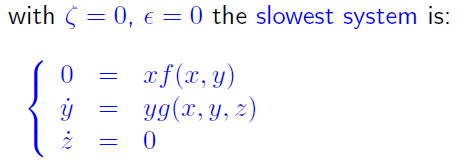 with ζ = 0, ϵ = 0 the slowest system is:
0 = xf(x, y)
ẏ = yg(x, y, z)
ż = 0